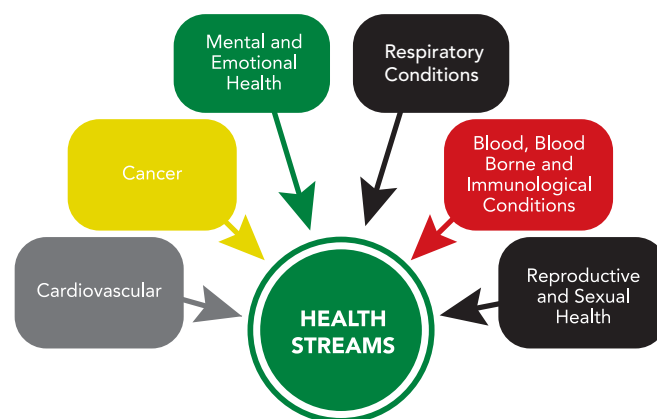 Mental and
Emotional
Health
Respiratory
Conditions
Cancer
Blood, Blood
Borne and
Immunological
Conditions
Cardiovascular
Reproductive
and Sexual
Health
HEALTH
STREAMS